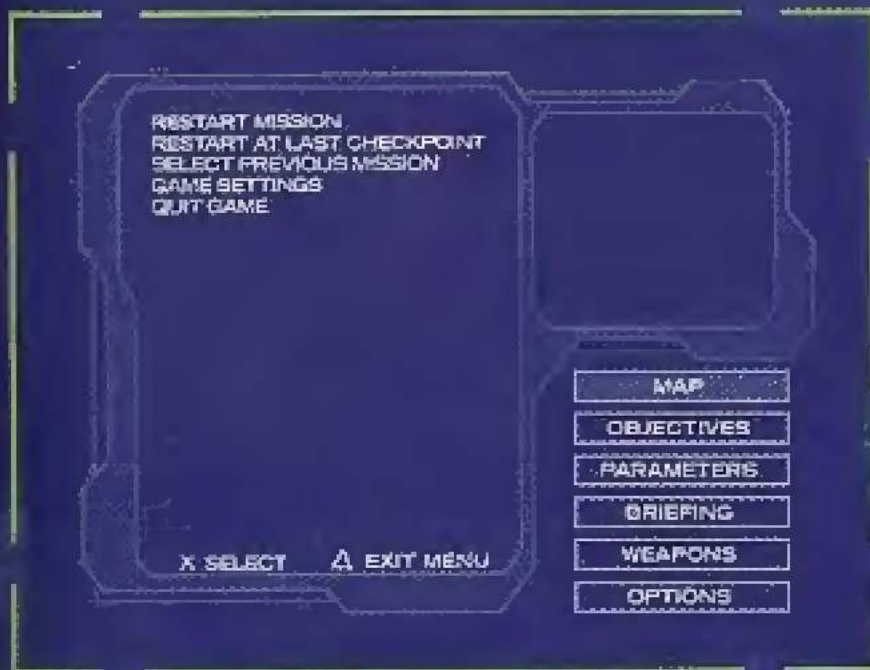 RESTART MISSION
RESTART AT LAST CHECKPOINT
SELECT PREVIOUS MISSION
GAME SETTINGS
QUIT GAME
X SELECT
△ EXIT MENU
MAP
OBJECTIVES
PARAMETERS
BRIEFING
WEAPONS
OPTIONS